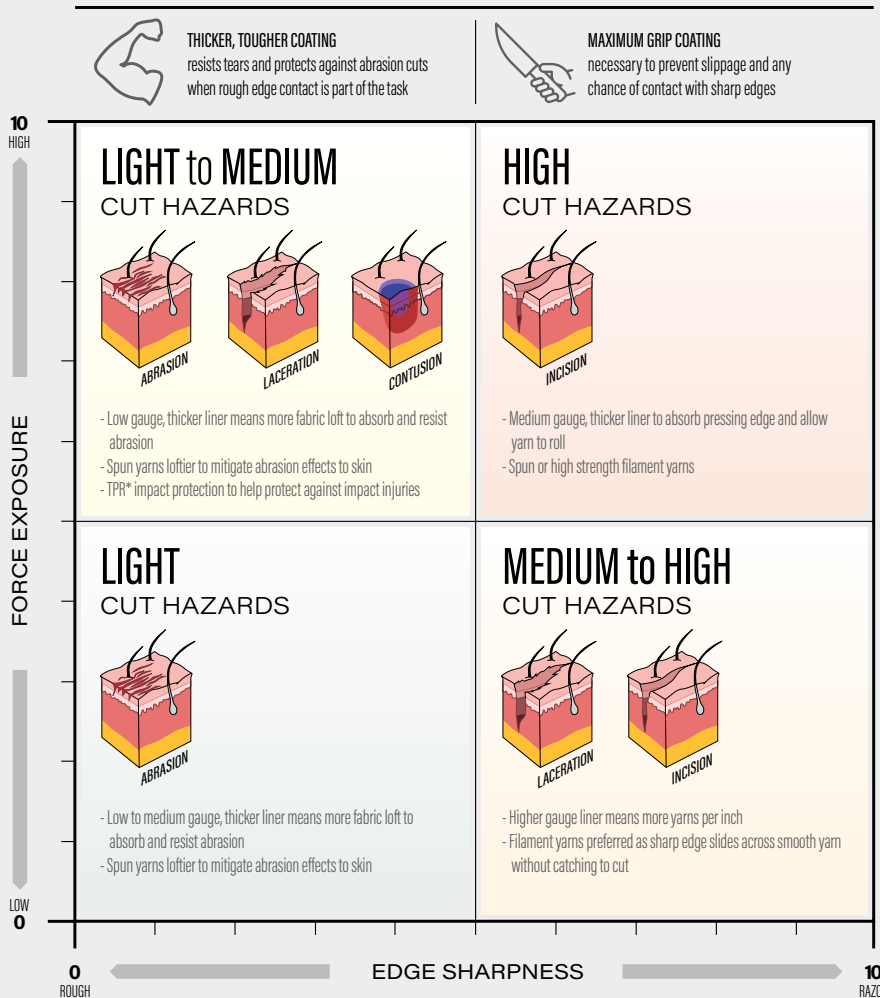 THICKER, TOUGHER COATING
resists tears and protects against abrasion cuts
when rough edge contact is part of the task
MAXIMUM GRIP COATING
necessary to prevent slippage and any
chance of contact with sharp edges
10
HIGH
FORCE EXPOSURE
LOW
0
LIGHT to MEDIUM
CUT HAZARDS
ABRASION
LACERATION
CONTUSION
- Low gauge, thicker liner means more fabric loft to absorb and resist
abrasion
- Spun yarns loftier to mitigate abrasion effects to skin
- TPR* impact protection to help protect against impact injuries
HIGH
CUT HAZARDS
INCISION
- Medium gauge, thicker liner to absorb pressing edge and allow
yarn to roll
- Spun or high strength filament yarns
LIGHT
CUT HAZARDS
ABRASION
- Low to medium gauge, thicker liner means more fabric loft to
absorb and resist abrasion
- Spun yarns loftier to mitigate abrasion effects to skin
MEDIUM to HIGH
CUT HAZARDS
LACERATION
INCISION
- Higher gauge liner means more yarns per inch
- Filament yarns preferred as sharp edge slides across smooth yarn
without catching to cut
0
ROUGH
EDGE SHARPNESS
10